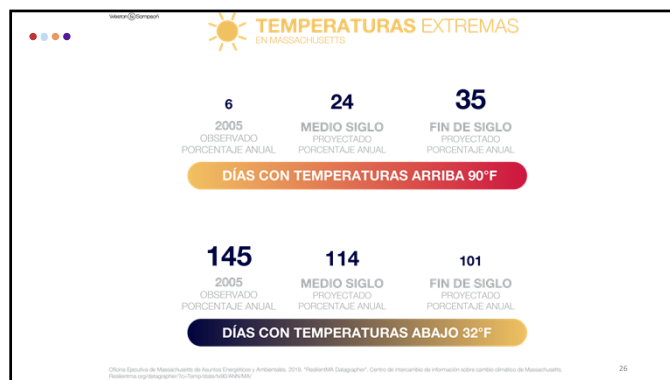 Weston & Sampson
TEMPERATURAS EXTREMAS
EN MASSACHUSETTS
6 24 35
2005 MEDIO SIGLO FIN DE SIGLO
OBSERVADO PROYECTADO PROYECTADO
PORCENTAJE ANUAL PORCENTAJE ANUAL PORCENTAJE ANUAL
DÍAS CON TEMPERATURAS ARRIBA 90°F
145 114 101
2005 MEDIO SIGLO FIN DE SIGLO
OBSERVADO PROYECTADO PROYECTADO
PORCENTAJE ANUAL PORCENTAJE ANUAL PORCENTAJE ANUAL
DÍAS CON TEMPERATURAS ABAJO 32°F
Oficina Ejecutiva de Massachusetts de Asuntos Energéticos y Ambientales. 2018. "ResilientMA Datagrapher". Centro de intercambio de información sobre cambio climático de Massachusetts.
26